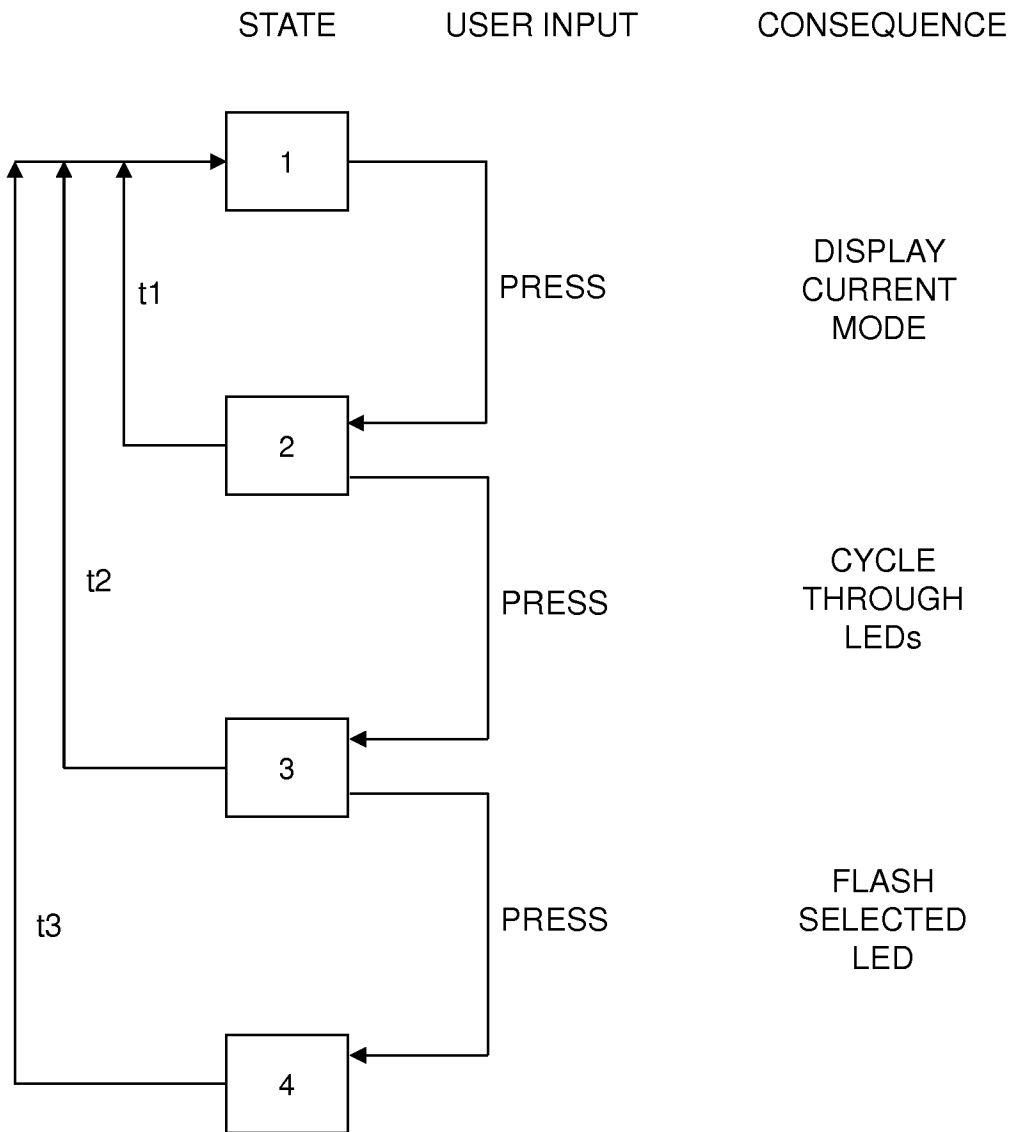 STATE USER INPUT CONSEQUENCE
1
t1
PRESS
DISPLAY
CURRENT
MODE
2
t2
PRESS
CYCLE
THROUGH
LEDs
3
t3
PRESS
FLASH
SELECTED
LED
4